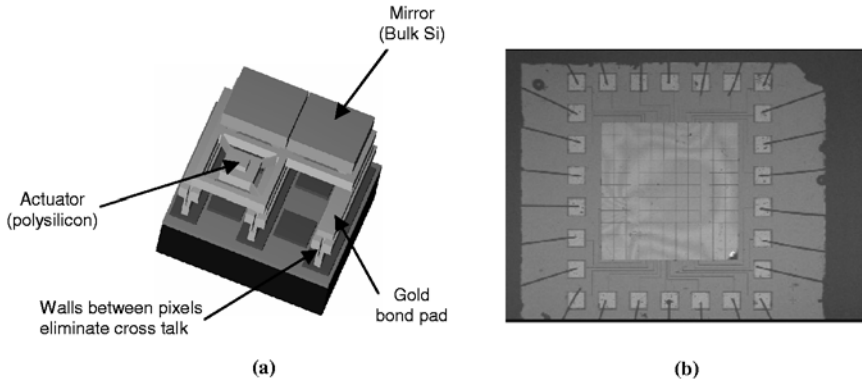 Mirror
(Bulk Si)
Actuator
(polysilicon)
Walls between pixels
eliminate cross talk
Gold
bond pad
(a)
(b)